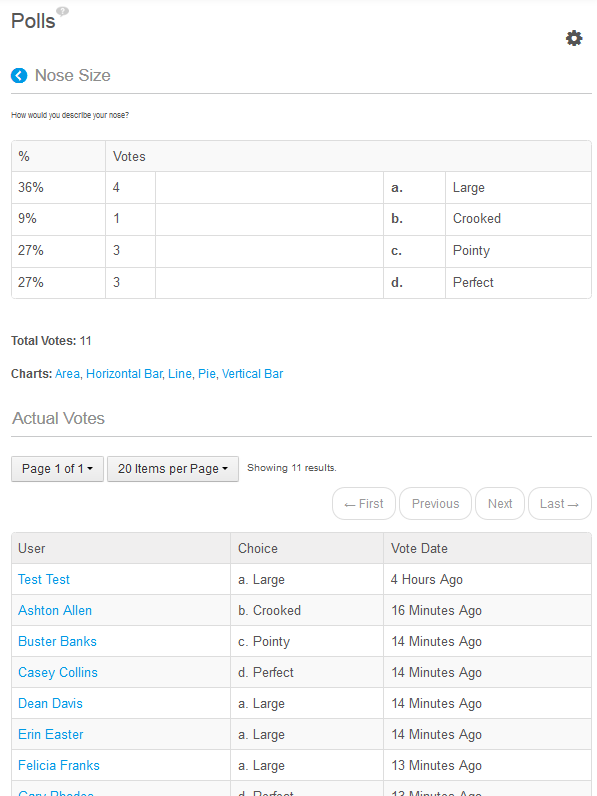 Polls ?
Nose Size
How would you describe your nose?
% Votes
36% 4 a. Large
9% 1 b. Crooked
27% 3 c. Pointy
27% 3 d. Perfect
Total Votes: 11
Charts: Area, Horizontal Bar, Line, Pie, Vertical Bar
Actual Votes
Page 1 of 1 20 Items per Page Showing 11 results.
← First Previous Next Last →
User Choice Vote Date
Test Test a. Large 4 Hours Ago
Ashton Allen b. Crooked 16 Minutes Ago
Buster Banks c. Pointy 14 Minutes Ago
Casey Collins d. Perfect 14 Minutes Ago
Dean Davis a. Large 14 Minutes Ago
Erin Easter a. Large 14 Minutes Ago
Felicia Franks a. Large 13 Minutes Ago
Gary Rhodes d. Perfect 13 Minutes Ago